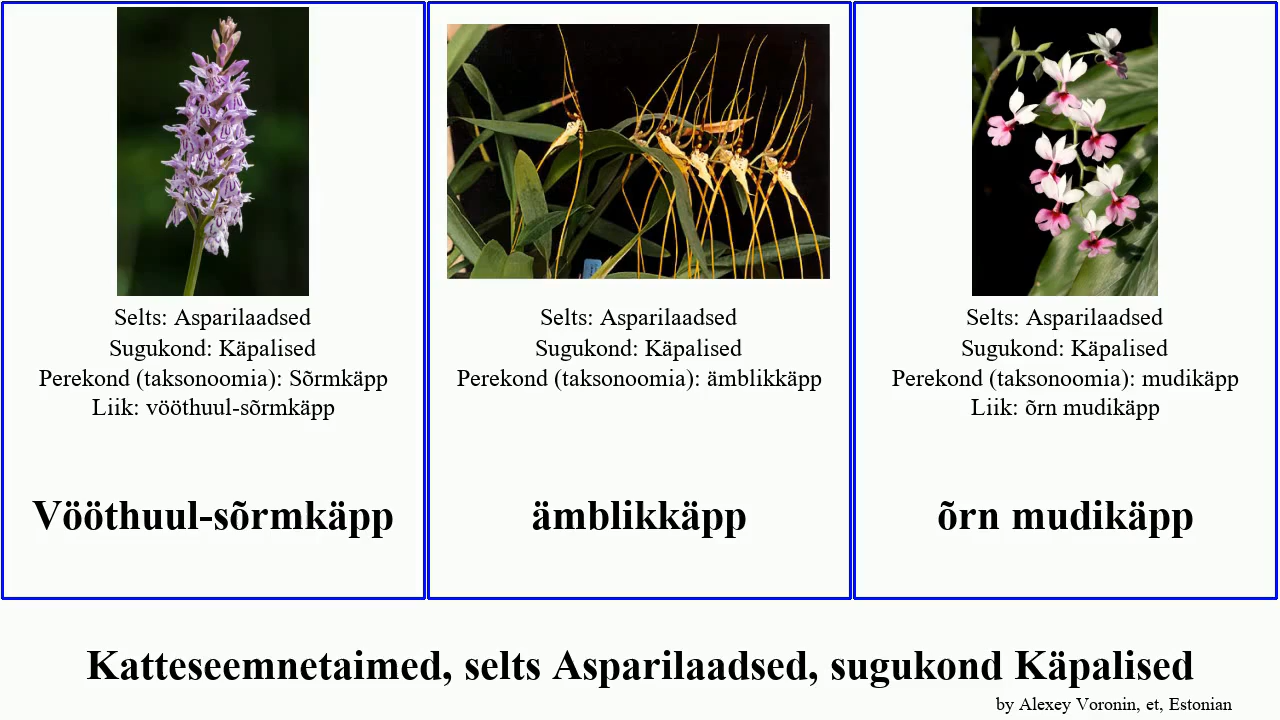 Selts: Asparilaadsed
Sugukond: Käpalised
Perekond (taksonoomia): Sõrmkäpp
Liik: vööthuul-sõrmkäpp
Vööthuul-sõrmkäpp
Selts: Asparilaadsed
Sugukond: Käpalised
Perekond (taksonoomia): ämblikkäpp
ämblikkäpp
Selts: Asparilaadsed
Sugukond: Käpalised
Perekond (taksonoomia): mudikäpp
Liik: õrn mudikäpp
õrn mudikäpp
Katteseemnetaimed, selts Asparilaadsed, sugukond Käpalised
by Alexey Voronin, et, Estonian